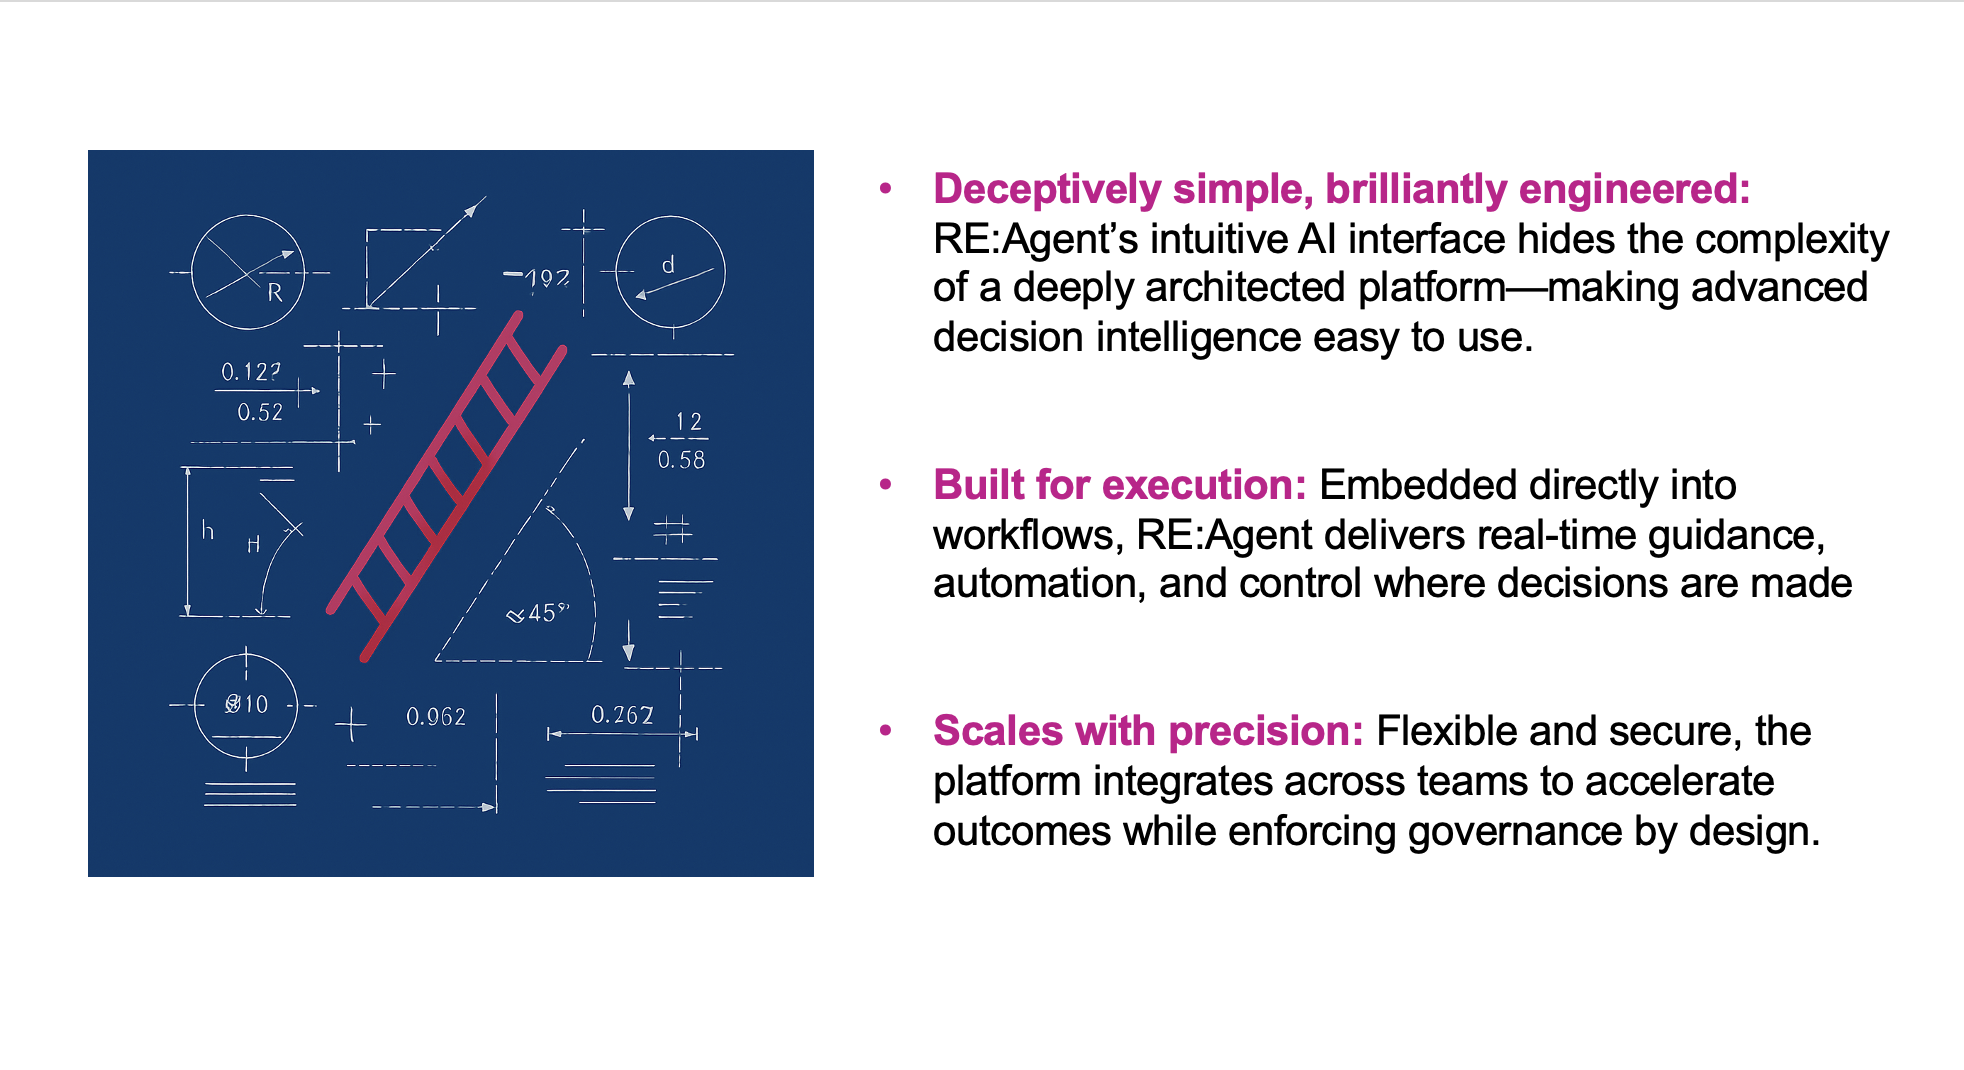 R
-192
d
0.12?
0.52
12
0.58
h
H
45°
10
0.962
0.262
• Deceptively simple, brilliantly engineered:
RE:Agent’s intuitive AI interface hides the complexity
of a deeply architected platform—making advanced
decision intelligence easy to use.
• Built for execution: Embedded directly into
workflows, RE:Agent delivers real-time guidance,
automation, and control where decisions are made
• Scales with precision: Flexible and secure, the
platform integrates across teams to accelerate
outcomes while enforcing governance by design.